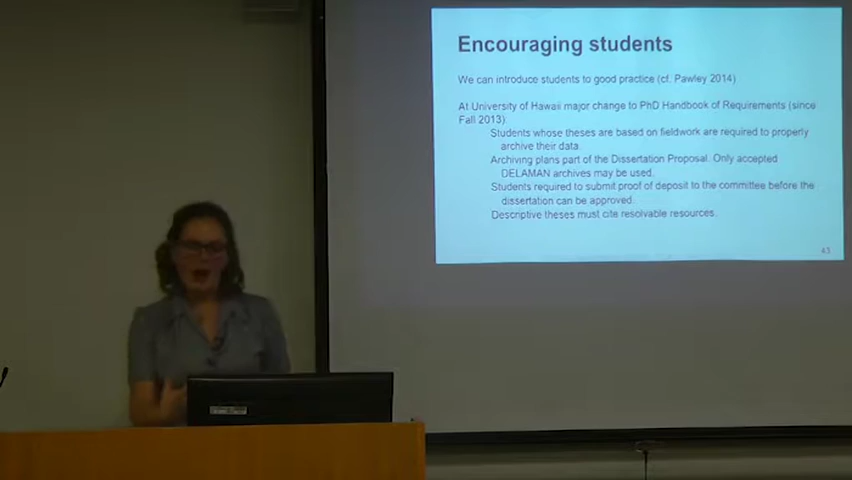 Encouraging students
We can introduce students to good practice (cf. Pawley 2014)
At University of Hawaii major change to PhD Handbook of Requirements (since
Fall 2013)
Students whose theses are based on fieldwork are required to properly
archive their data.
Archiving plans part of the Dissertation Proposal. Only accepted
DELAMAN archives may be used.
Students required to submit proof of deposit to the committee before the
dissertation can be approved.
Descriptive theses must cite resolvable resources.
43